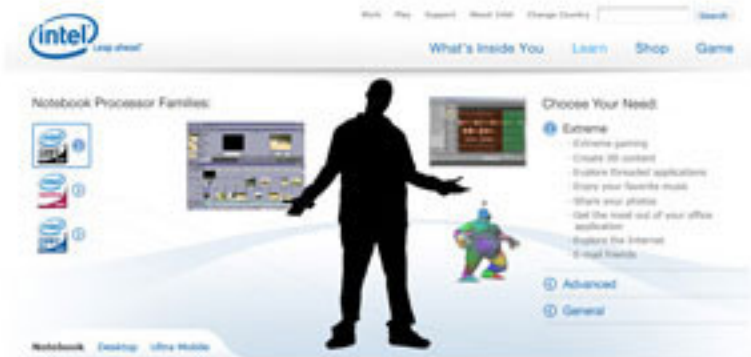 Work Play Support About Intel Change Country Search
intel
Leap ahead™
What's Inside You Learn Shop Game
Notebook Processor Families:
Choose Your Need:
Extreme
Extreme gaming
Create 3D content
Explore threaded applications
Enjoy your favorite music
Share your photos
Get the most out of your office
application
Explore the Internet
E-mail friends
Advanced
General
Notebook Desktop Ultra Mobile